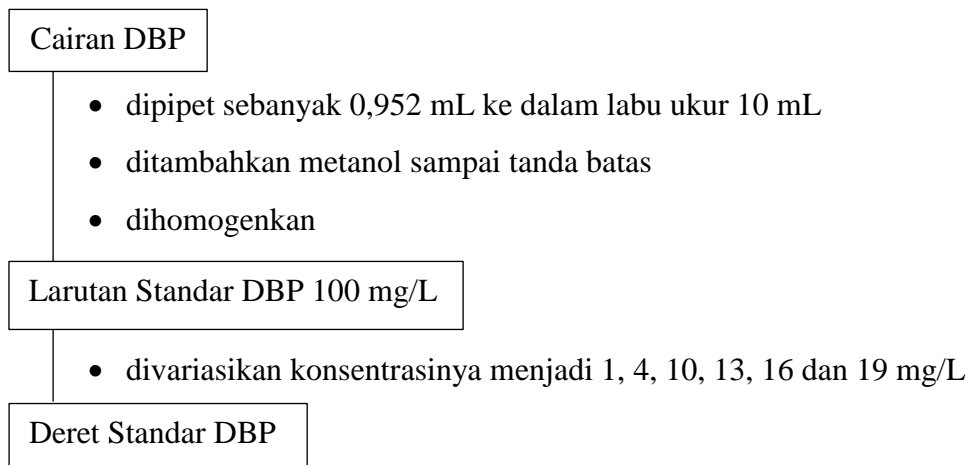 Cairan DBP
• dipipet sebanyak 0,952 mL ke dalam labu ukur 10 mL
• ditambahkan metanol sampai tanda batas
• dihomogenkan
Larutan Standar DBP 100 mg/L
• divariasikan konsentrasinya menjadi 1, 4, 10, 13, 16 dan 19 mg/L
Deret Standar DBP